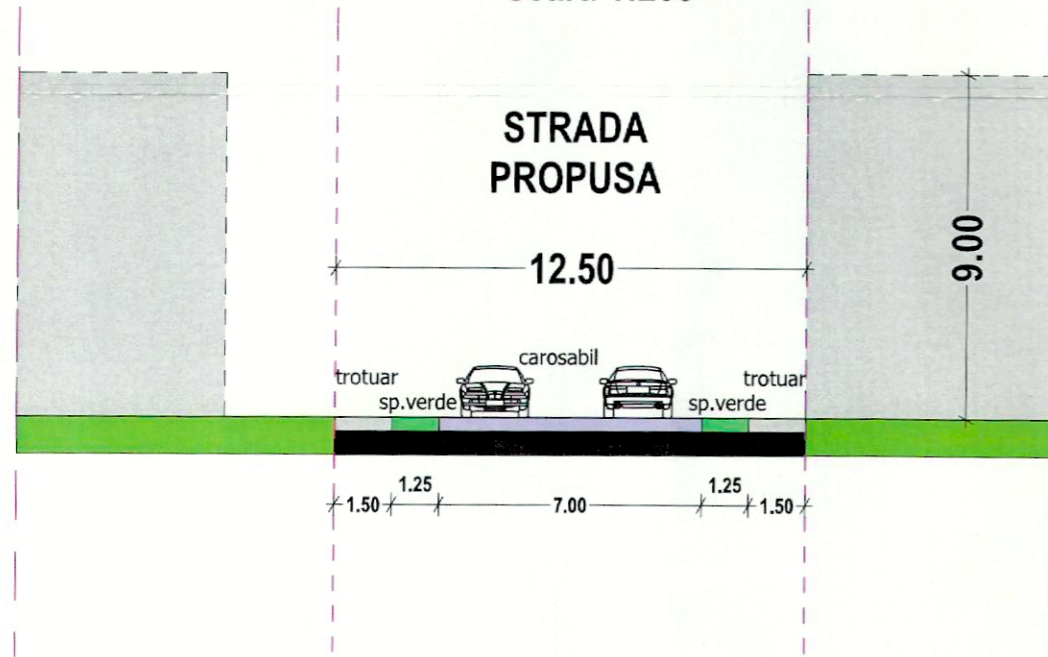 STRADA
PROPUSA
12.50
9.00
carosabil
trotuar
trotuar
sp.verde
sp.verde
1.25
1.25
1.50
7.00
1.50